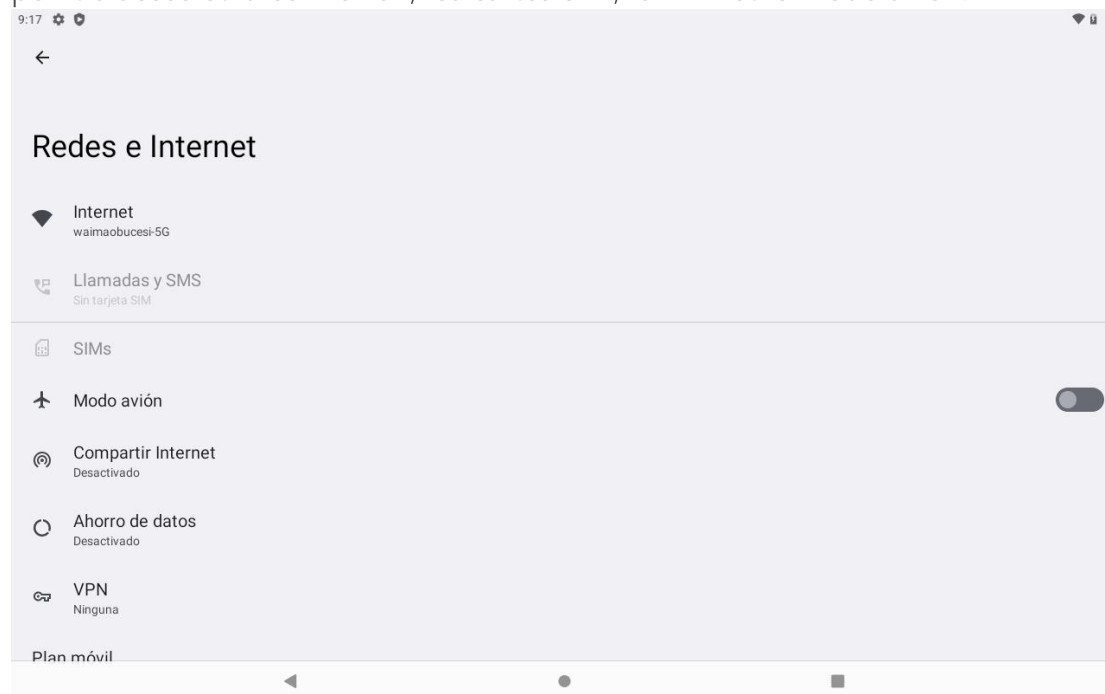 9:17
Redes e Internet
Internet
waimaobucesi-5G
Llamadas y SMS
Sin tarjeta SIM
SIMs
Modo avión
Compartir Internet
Desactivado
Ahorro de datos
Desactivado
VPN
Ninguna
Plan móvil